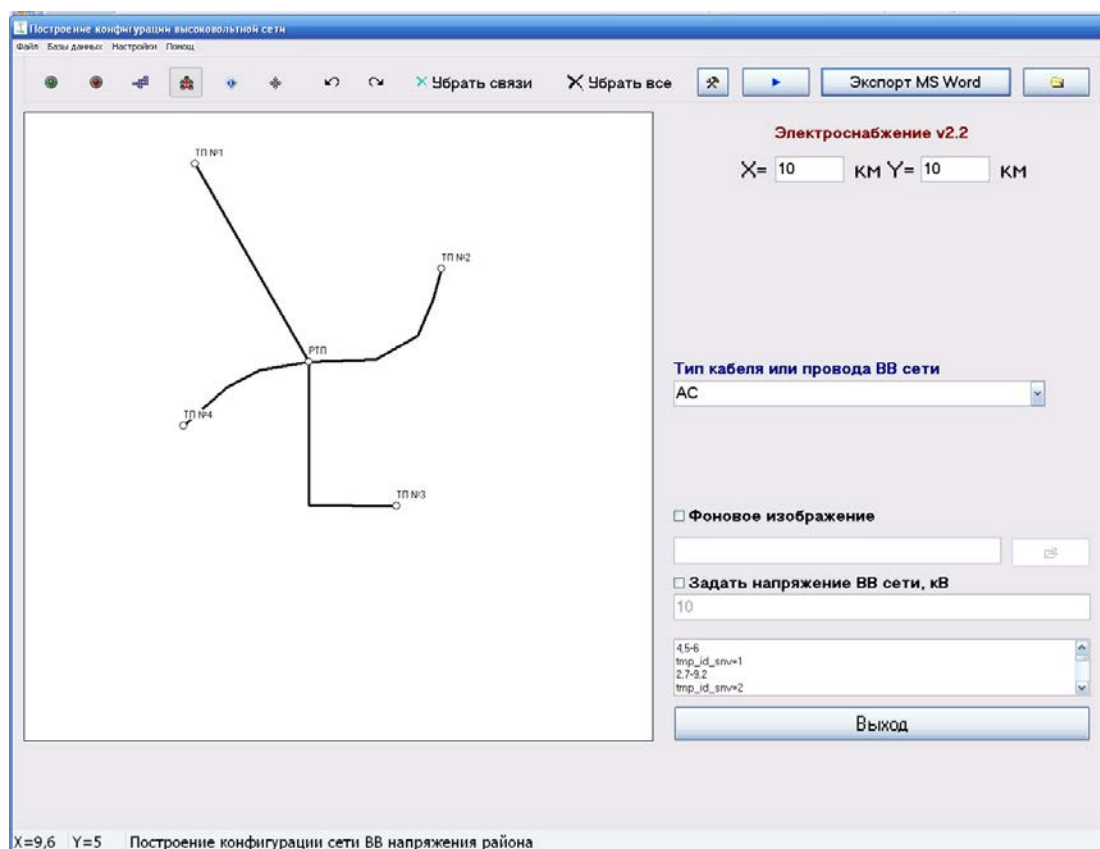 Построение конфигурации высоковольтной сети
Файл Базы данных Настройки Помощ
Убрать связи Убрать все Экспорт MS Word
Электроснабжение v2.2
X= 10 км Y= 10 км
ТП №1
ТП №2
РТП
ТП №4
ТП №3
Тип кабеля или провода ВВ сети
АС
Фоновое изображение
Задать напряжение ВВ сети, кВ
10
4,5-6
tmp_id_snv=1
2,7-9,2
tmp_id_snv=2
Выход
X=9,6 Y=5 Построение конфигурации сети ВВ напряжения района